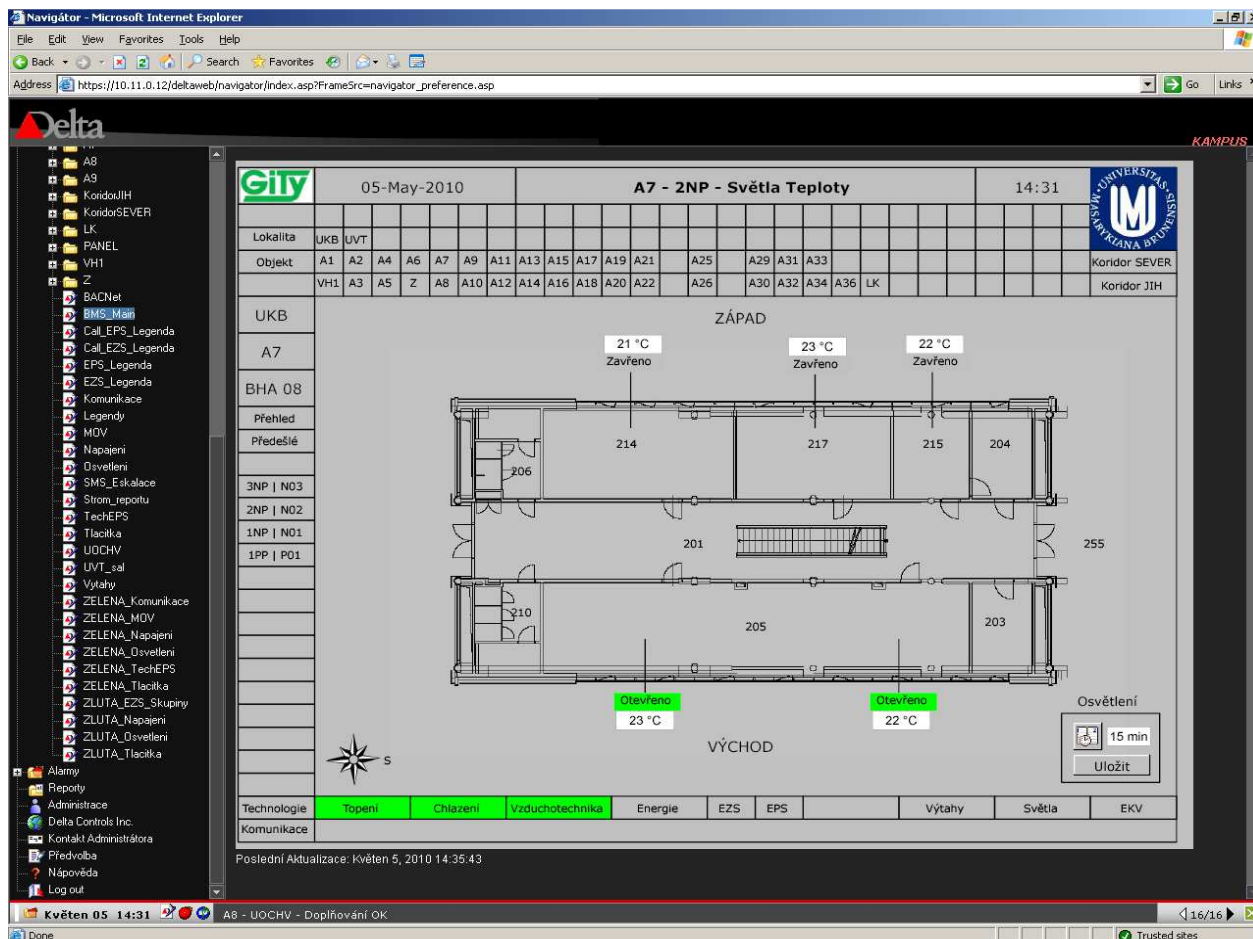 Navigátor - Microsoft Internet Explorer
File Edit View Favorites Tools Help
Back Search Favorites
Address https://10.11.0.12/deltaweb/navigator/index.asp?FrameSrc=navigator_preference.asp Go Links
Delta
KAMPUS
A8
A9
KoridorJIH
KoridorSEVER
LK
PANEL
VH1
Z
BACNet
BMS_Main
Call_EPS_Legenda
Call_EZS_Legenda
EPS_Legenda
EZS_Legenda
Komunikace
Legendy
MOV
Napajeni
Osvetleni
SMS_Eskalace
Strom_reportu
TechEPS
Tlacitka
UOCHV
UVT_sal
Vytahy
ZELENA_Komunikace
ZELENA_MOV
ZELENA_Napajeni
ZELENA_Osvetleni
ZELENA_TechEPS
ZELENA_Tlacitka
ZLUTA_EZS_Skupiny
ZLUTA_Napajeni
ZLUTA_Osvetleni
ZLUTA_Tlacitka
Alarmy
Reporty
Administrace
Delta Controls Inc.
Kontakt Administrátora
Předvolba
Nápověda
Log out
GiTy 05-May-2010 A7 - 2NP - Světla Teploty 14:31
UNIVERSITAS MASARYKIANA BRUNENSIS
Lokalita UKB UVT
Objekt A1 A2 A4 A6 A7 A9 A11 A13 A15 A17 A19 A21 A25 A29 A31 A33 Koridor SEVER
VH1 A3 A5 Z A8 A10 A12 A14 A16 A18 A20 A22 A26 A30 A32 A34 A36 LK Koridor JIH
UKB
A7
BHA 08
Přehled
Předešlé
3NP | N03
2NP | N02
1NP | N01
1PP | P01
ZÁPAD
21 °C 23 °C 22 °C
Zavřeno Zavřeno Zavřeno
214 217 215 204
206
201 255
210
205 203
Otevřeno Otevřeno
23 °C 22 °C
VÝCHOD
S
Osvětlení
15 min
Uložit
Technologie Topení Chlazení Vzduchotechnika Energie EZS EPS Výtahy Světla EKV
Komunikace
Poslední Aktualizace: Květen 5, 2010 14:35:43
Květen 05 14:31 A8 - UOCHV - Doplňování OK 16/16
Done Trusted sites